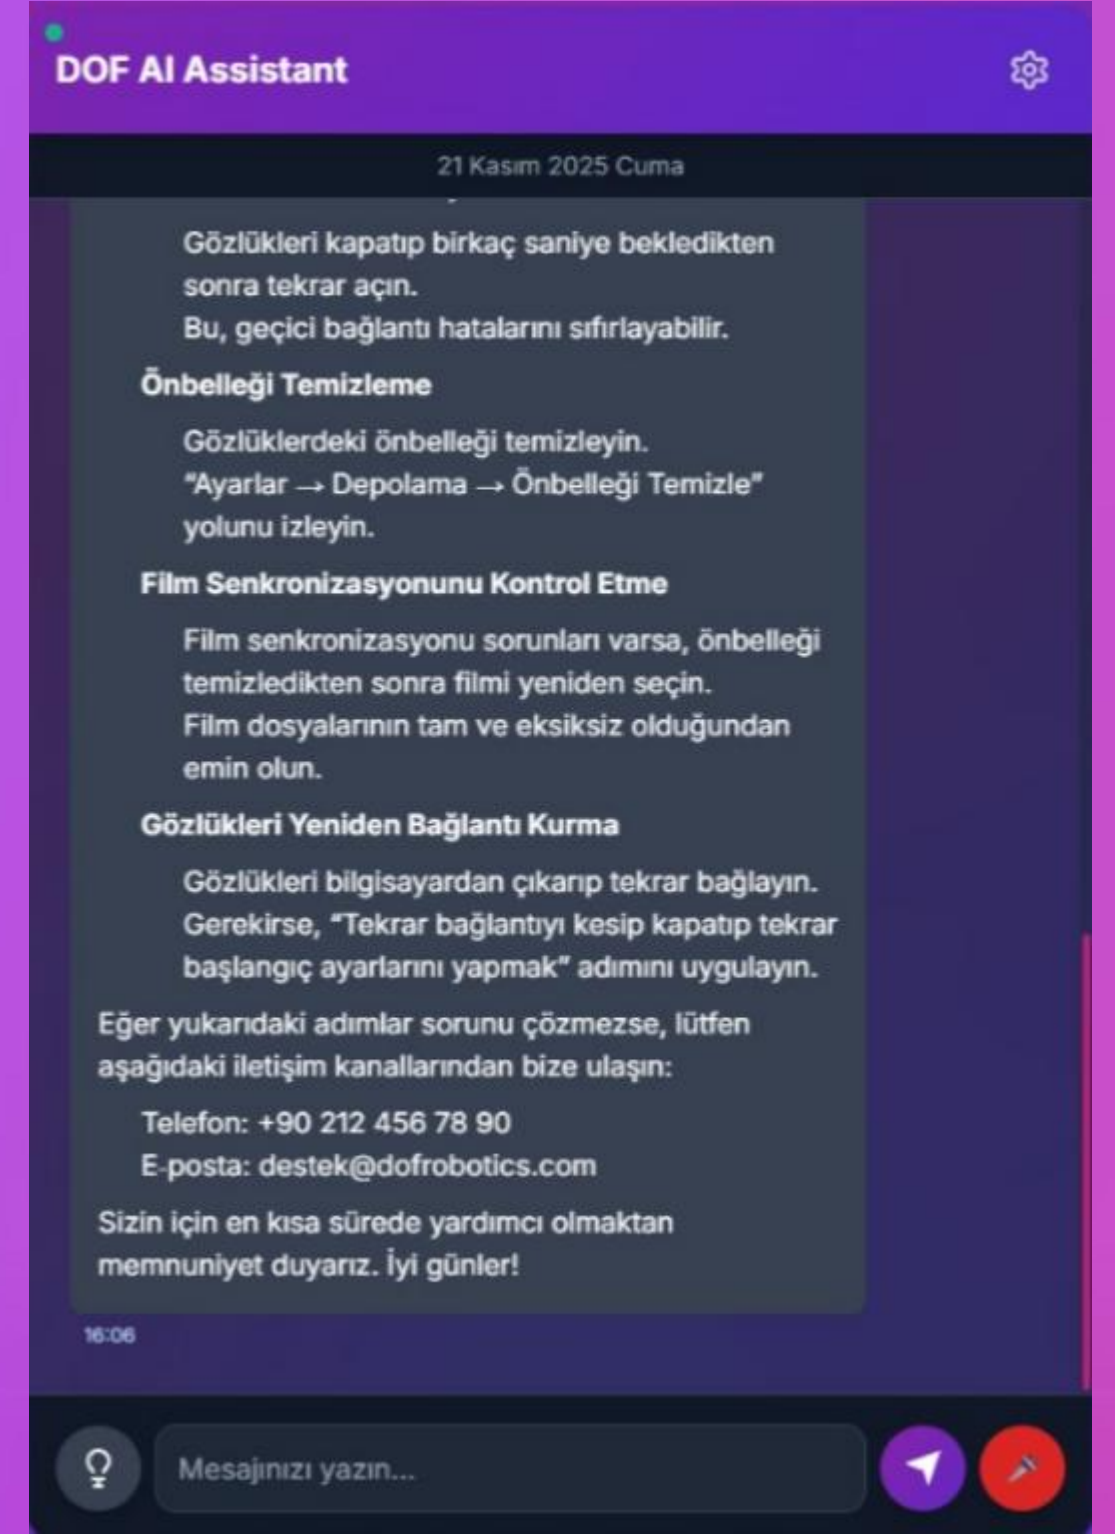 DOF AI Assistant
21 Kasım 2025 Cuma
Gözlükleri kapatıp birkaç saniye bekledikten
sonra tekrar açın.
Bu, geçici bağlantı hatalarını sıfırlayabilir.
Önbelleği Temizleme
Gözlüklerdeki önbelleği temizleyin.
“Ayarlar → Depolama → Önbelleği Temizle”
yolunu izleyin.
Film Senkronizasyonunu Kontrol Etme
Film senkronizasyonu sorunları varsa, önbelleği
temizledikten sonra filmi yeniden seçin.
Film dosyalarının tam ve eksiksiz olduğundan
emin olun.
Gözlükleri Yeniden Bağlantı Kurma
Gözlükleri bilgisayardan çıkarıp tekrar bağlayın.
Gerekirse, “Tekrar bağlantıyı kesip kapatıp tekrar
başlangıç ayarlarını yapmak” adımını uygulayın.
Eğer yukarıdaki adımlar sorunu çözmezse, lütfen
aşağıdaki iletişim kanallarından bize ulaşın:
Telefon: +90 212 456 78 90
E-posta: destek@dofrobotics.com
Sizin için en kısa sürede yardımcı olmaktan
memnuniyet duyarız. İyi günler!
16:06
Mesajınızı yazın...